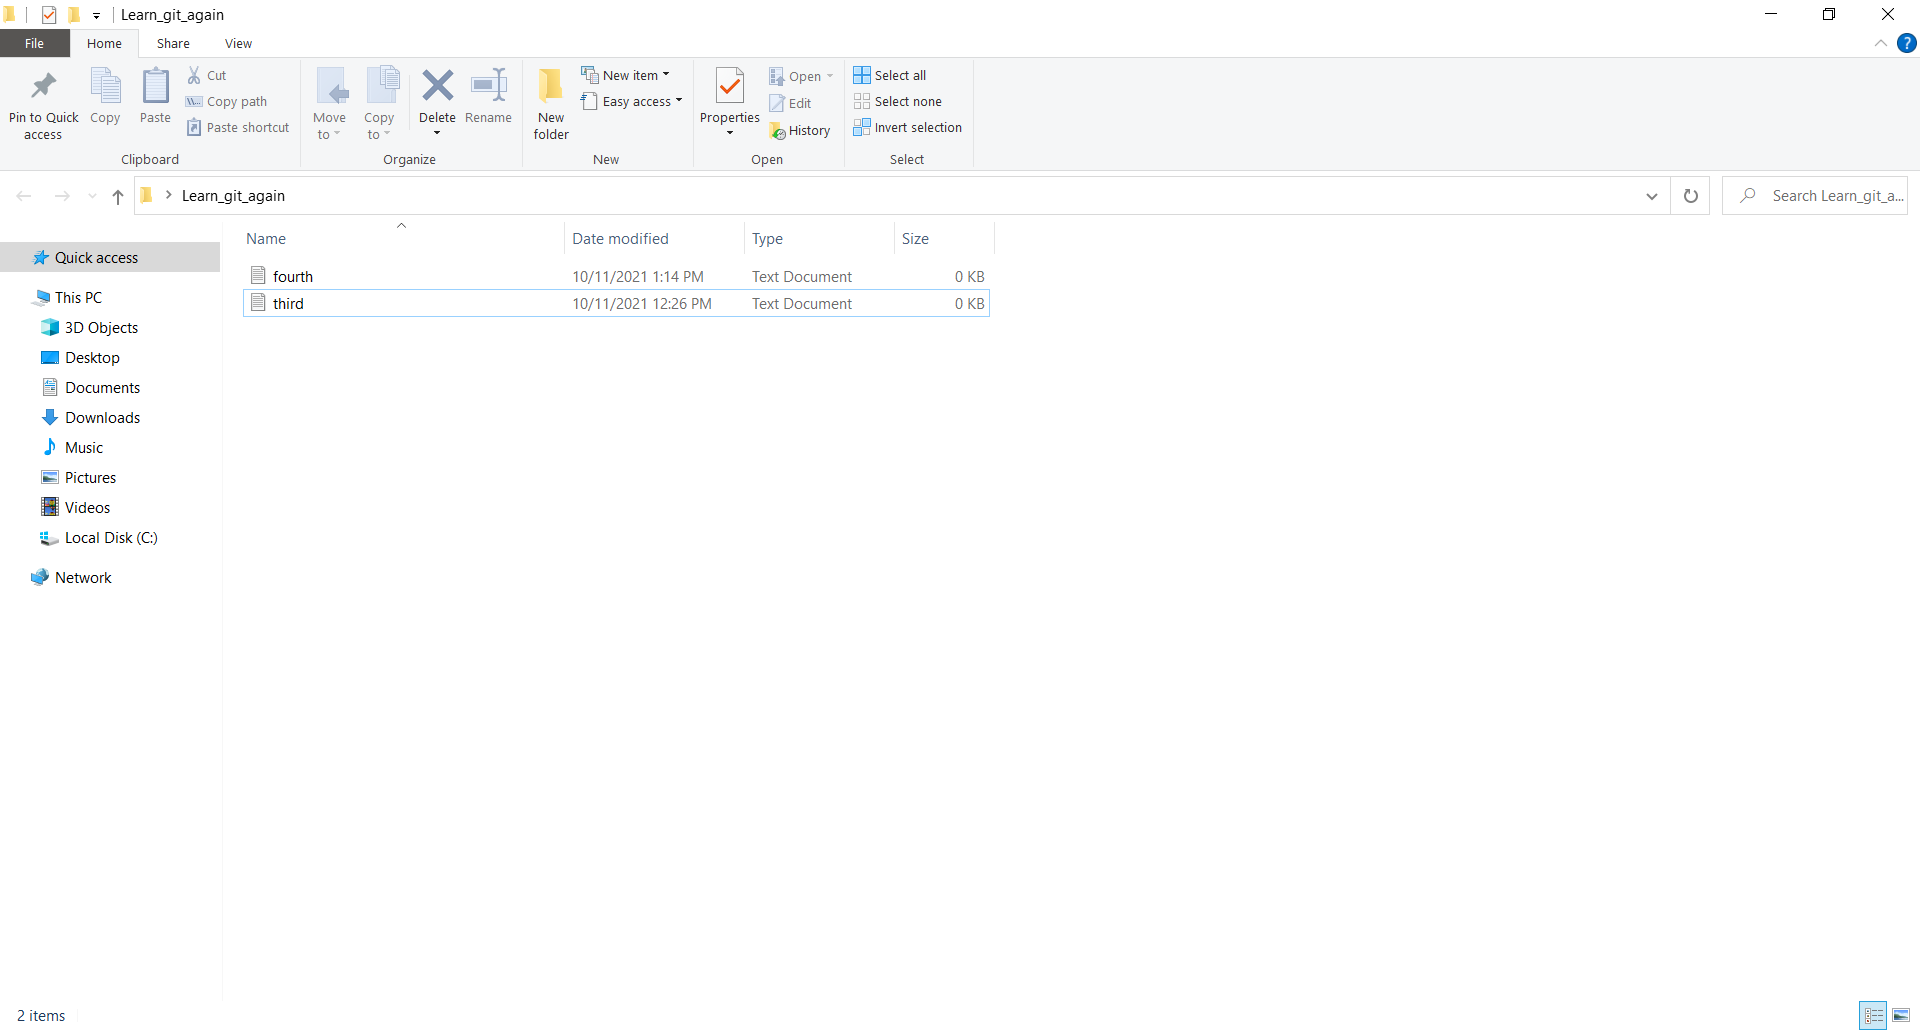 Learn_git_again
File Home Share View
Pin to Quick access
Copy
Paste
Cut
Copy path
Paste shortcut
Clipboard
Move to
Copy to
Delete
Rename
Organize
New folder
New item
Easy access
New
Properties
Open
Edit
History
Open
Select all
Select none
Invert selection
Select
Learn_git_again
Search Learn_git_a...
Name Date modified Type Size
fourth 10/11/2021 1:14 PM Text Document 0 KB
third 10/11/2021 12:26 PM Text Document 0 KB
Quick access
This PC
3D Objects
Desktop
Documents
Downloads
Music
Pictures
Videos
Local Disk (C:)
Network
2 items